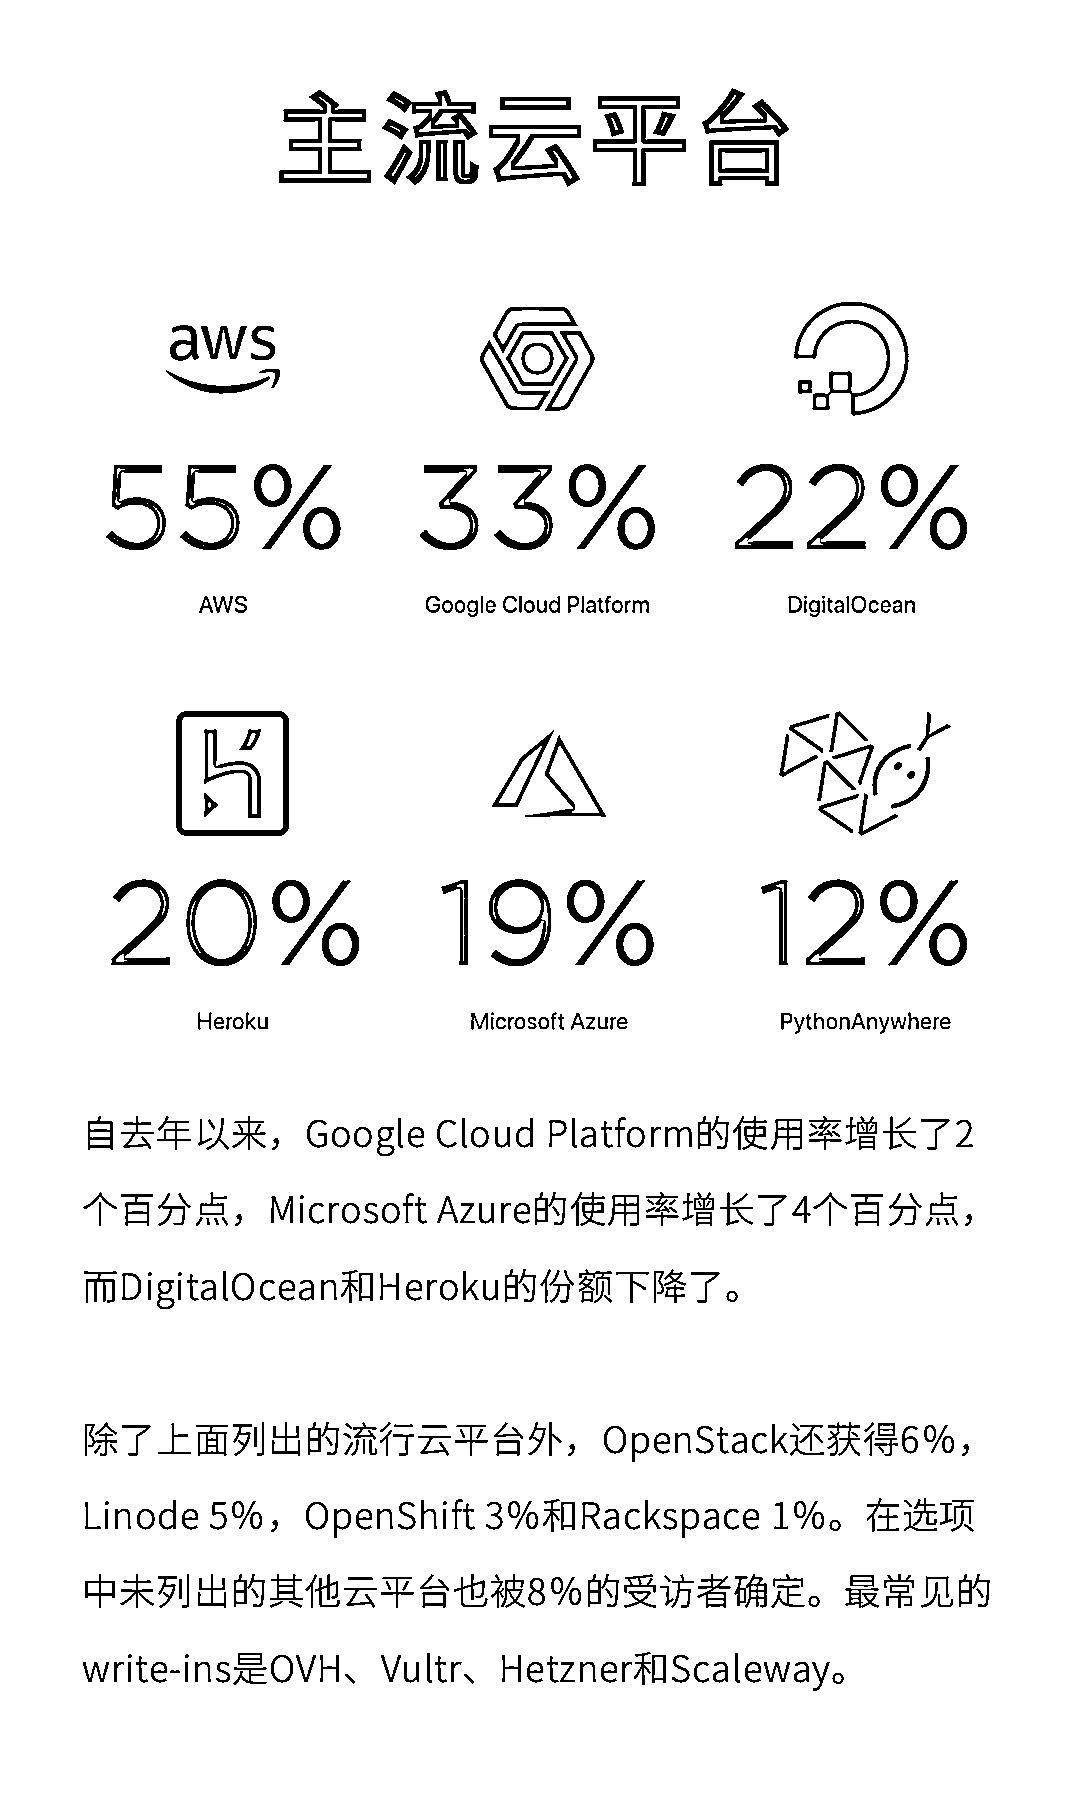 主流云平台
aws
55% 33% 22%
AWS Google Cloud Platform DigitalOcean
20% 19% 12%
Heroku Microsoft Azure PythonAnywhere
自去年以来，Google Cloud Platform的使用率增长了2
个百分点，Microsoft Azure的使用率增长了4个百分点，
而DigitalOcean和Heroku的份额下降了。
除了上面列出的流行云平台外，OpenStack还获得6%，
Linode 5%，OpenShift 3%和Rackspace 1%。在选项
中未列出的其他云平台也被8%的受访者确定。最常见的
write-ins是OVH、Vultr、Hetzner和Scaleway。